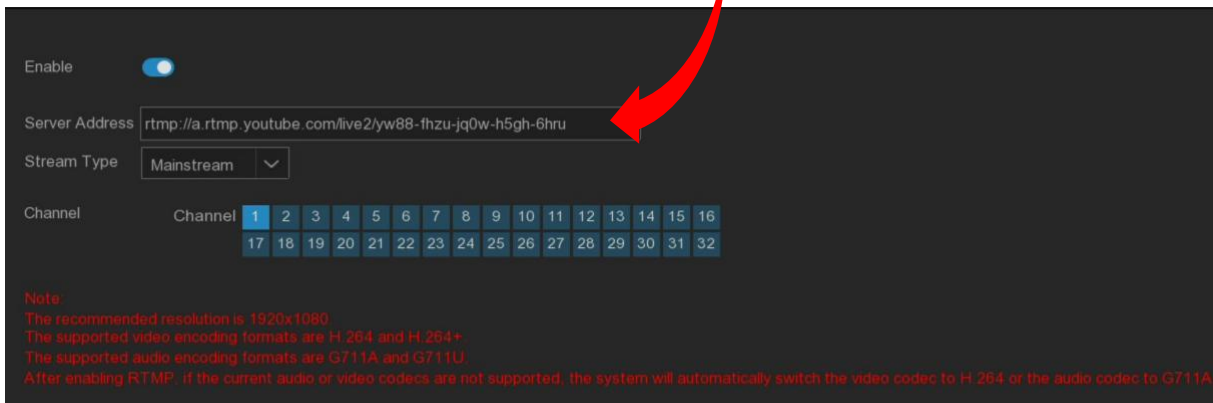 Enable
Server Address rtmp://a.rtmp.youtube.com/live2/yw88-fhzu-jq0w-h5gh-6hru
Stream Type Mainstream
Channel Channel 1 2 3 4 5 6 7 8 9 10 11 12 13 14 15 16
17 18 19 20 21 22 23 24 25 26 27 28 29 30 31 32
Note:
The recommended resolution is 1920x1080.
The supported video encoding formats are H.264 and H.264+.
The supported audio encoding formats are G711A and G711U.
After enabling RTMP, if the current audio or video codecs are not supported, the system will automatically switch the video codec to H.264 or the audio codec to G711A